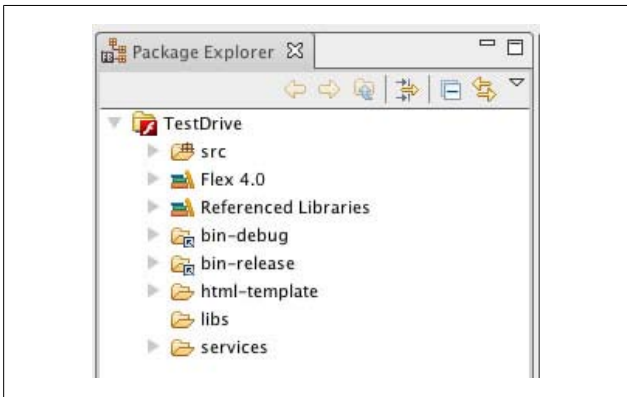 Package Explorer
TestDrive
src
Flex 4.0
Referenced Libraries
bin-debug
bin-release
html-template
libs
services